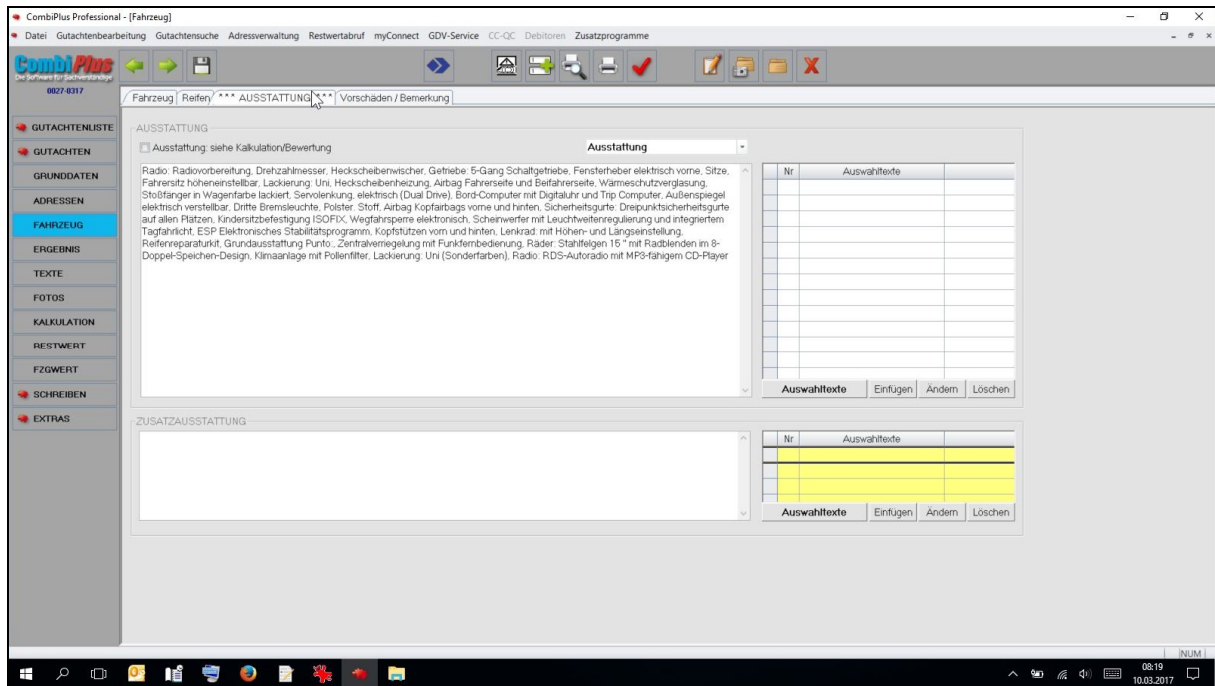 CombiPlus Professional - [Fahrzeug]
Datei Gutachtenbearbeitung Gutachtensuche Adressverwaltung Restwertabruf myConnect GDV-Service CC-QC Debitoren Zusatzprogramme
CombiPlus
Die Software für Sachverständige
0027-0317
Fahrzeug Reifen *** AUSSTATTUNG *** Vorschäden / Bemerkung
GUTACHTENLISTE
GUTACHTEN
GRUNDDATEN
ADRESSEN
FAHRZEUG
ERGEBNIS
TEXTE
FOTOS
KALKULATION
RESTWERT
FZGWERT
SCHREIBEN
EXTRAS
AUSSTATTUNG
Ausstattung: siehe Kalkulation/Bewertung
Ausstattung
Radio: Radiovorbereitung, Drehzahlmesser, Heckscheibenwischer, Getriebe: 5-Gang Schaltgetriebe, Fensterheber elektrisch vorne, Sitze,
Fahrersitz höheneinstellbar, Lackierung: Uni, Heckscheibenheizung, Airbag Fahrerseite und Beifahrerseite, Wärmeschutzverglasung,
Stoßfänger in Wagenfarbe lackiert, Servolenkung, elektrisch (Dual Drive), Bord-Computer mit Digitaluhr und Trip Computer, Außenspiegel
elektrisch verstellbar, Dritte Bremsleuchte, Polster: Stoff, Airbag Kopfairbags vorne und hinten, Sicherheitsgurte: Dreipunktsicherheitsgurte
auf allen Plätzen, Kindersitzbefestigung ISOFIX, Wegfahrsperre elektronisch, Scheinwerfer mit Leuchtweitenregulierung und integriertem
Tagfahrlicht, ESP Elektronisches Stabilitätsprogramm, Kopfstützen vorn und hinten, Lenkrad: mit Höhen- und Längseinstellung,
Reifenreparaturkit, Grundausstattung Punto:, Zentralverriegelung mit Funkfernbedienung, Räder: Stahlfelgen 15 " mit Radblenden im 8-
Doppel-Speichen-Design, Klimaanlage mit Pollenfilter, Lackierung: Uni (Sonderfarben), Radio: RDS-Autoradio mit MP3-fähigem CD-Player
Nr Auswahltexte
Auswahltexte Einfügen Ändern Löschen
ZUSATZAUSSTATTUNG
Nr Auswahltexte
Auswahltexte Einfügen Ändern Löschen
NUM
08:19
10.03.2017